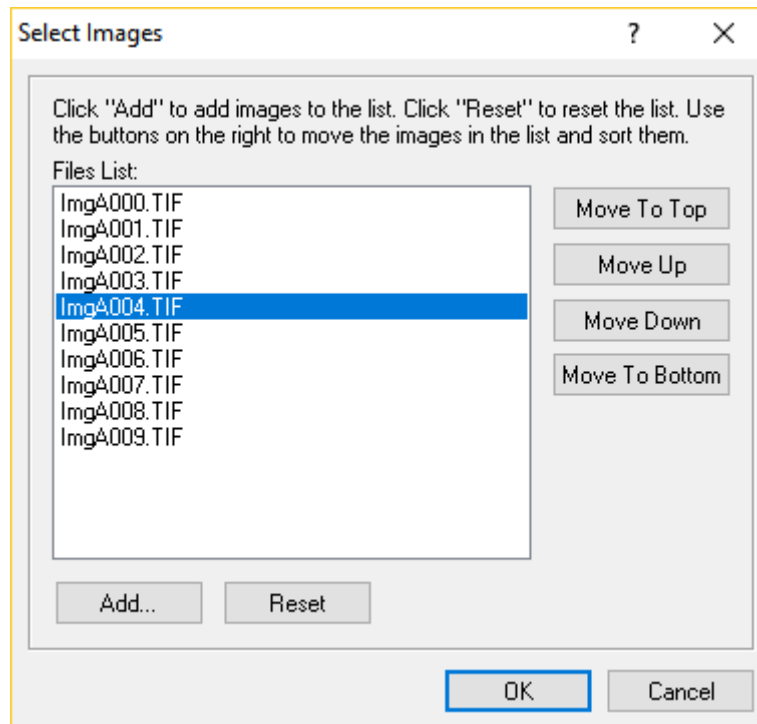 Select Images
?
Click "Add" to add images to the list. Click "Reset" to reset the list. Use
the buttons on the right to move the images in the list and sort them.
Files List:
ImgA000.TIF
ImgA001.TIF
ImgA002.TIF
ImgA003.TIF
ImgA004.TIF
ImgA005.TIF
ImgA006.TIF
ImgA007.TIF
ImgA008.TIF
ImgA009.TIF
Move To Top
Move Up
Move Down
Move To Bottom
Add...
Reset
OK
Cancel